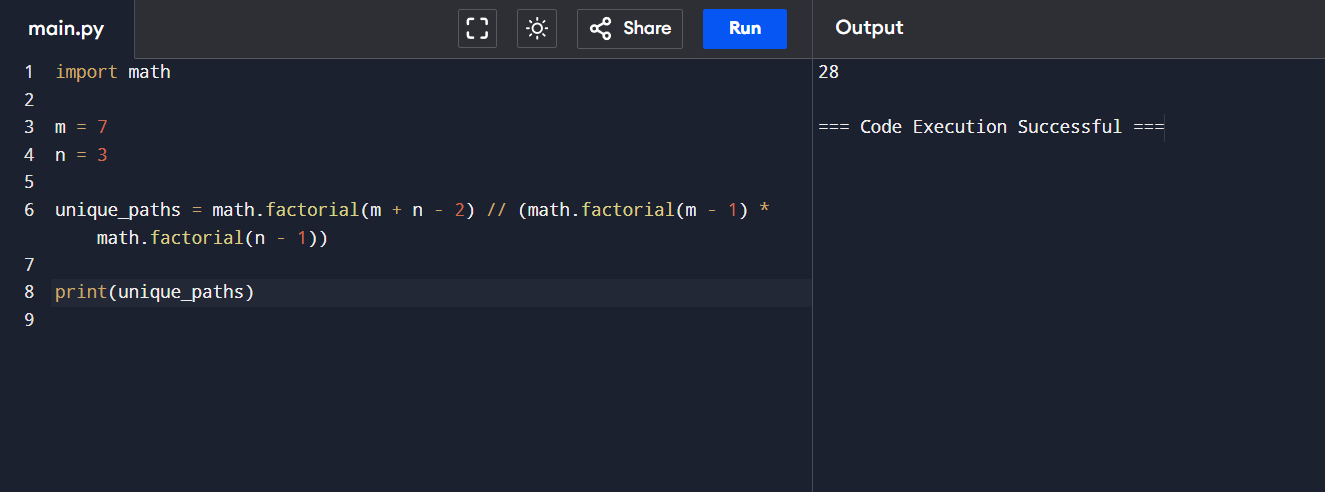 main.py
Share
Run
Output
1 import math
2
3 m = 7
4 n = 3
5
6 unique_paths = math.factorial(m + n - 2) // (math.factorial(m - 1) *
math.factorial(n - 1))
7
8 print(unique_paths)
9
28
=== Code Execution Successful ===